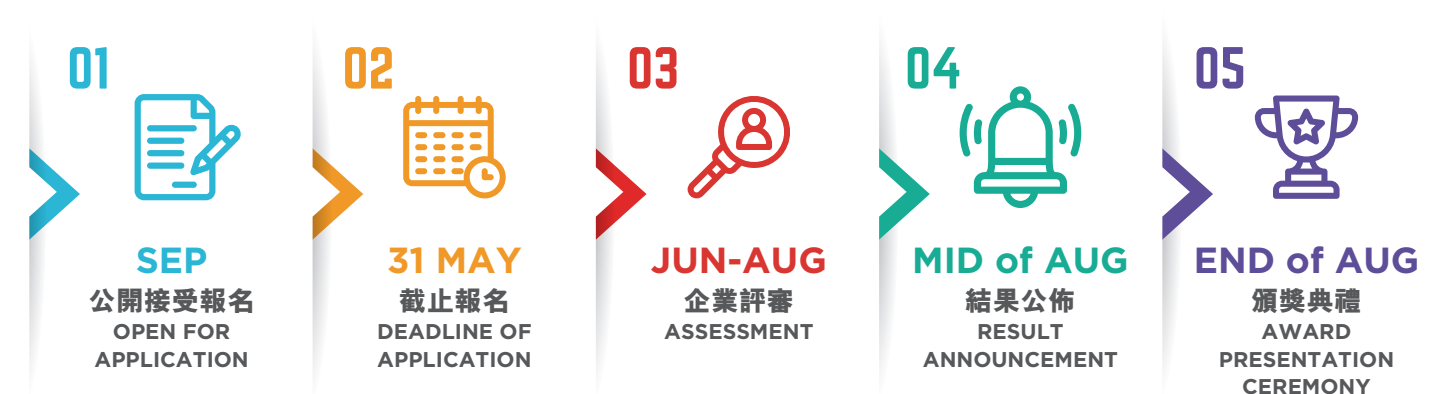 01
SEP
公開接受報名
OPEN FOR
APPLICATION
02
31 MAY
截止報名
DEADLINE OF
APPLICATION
03
JUN-AUG
企業評審
ASSESSMENT
04
MID of AUG
結果公佈
RESULT
ANNOUNCEMENT
05
END of AUG
頒獎典禮
AWARD
PRESENTATION
CEREMONY